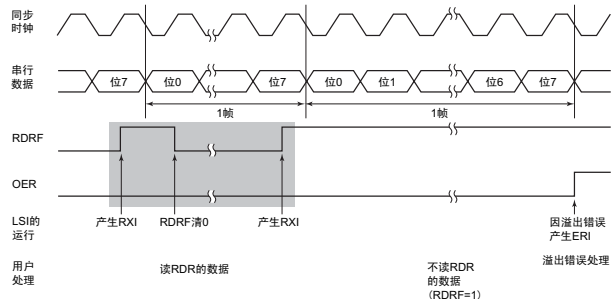 同步
时钟
串行
数据
位7
位0
位7
位0
位1
位6
位7
1帧
1帧
RDRF
OER
LSI的
运行
产生RXI
RDRF清0
产生RXI
因溢出错误
产生ERI
用户
处理
读RDR的数据
不读RDR
的数据
(RDRF=1)
溢出错误处理